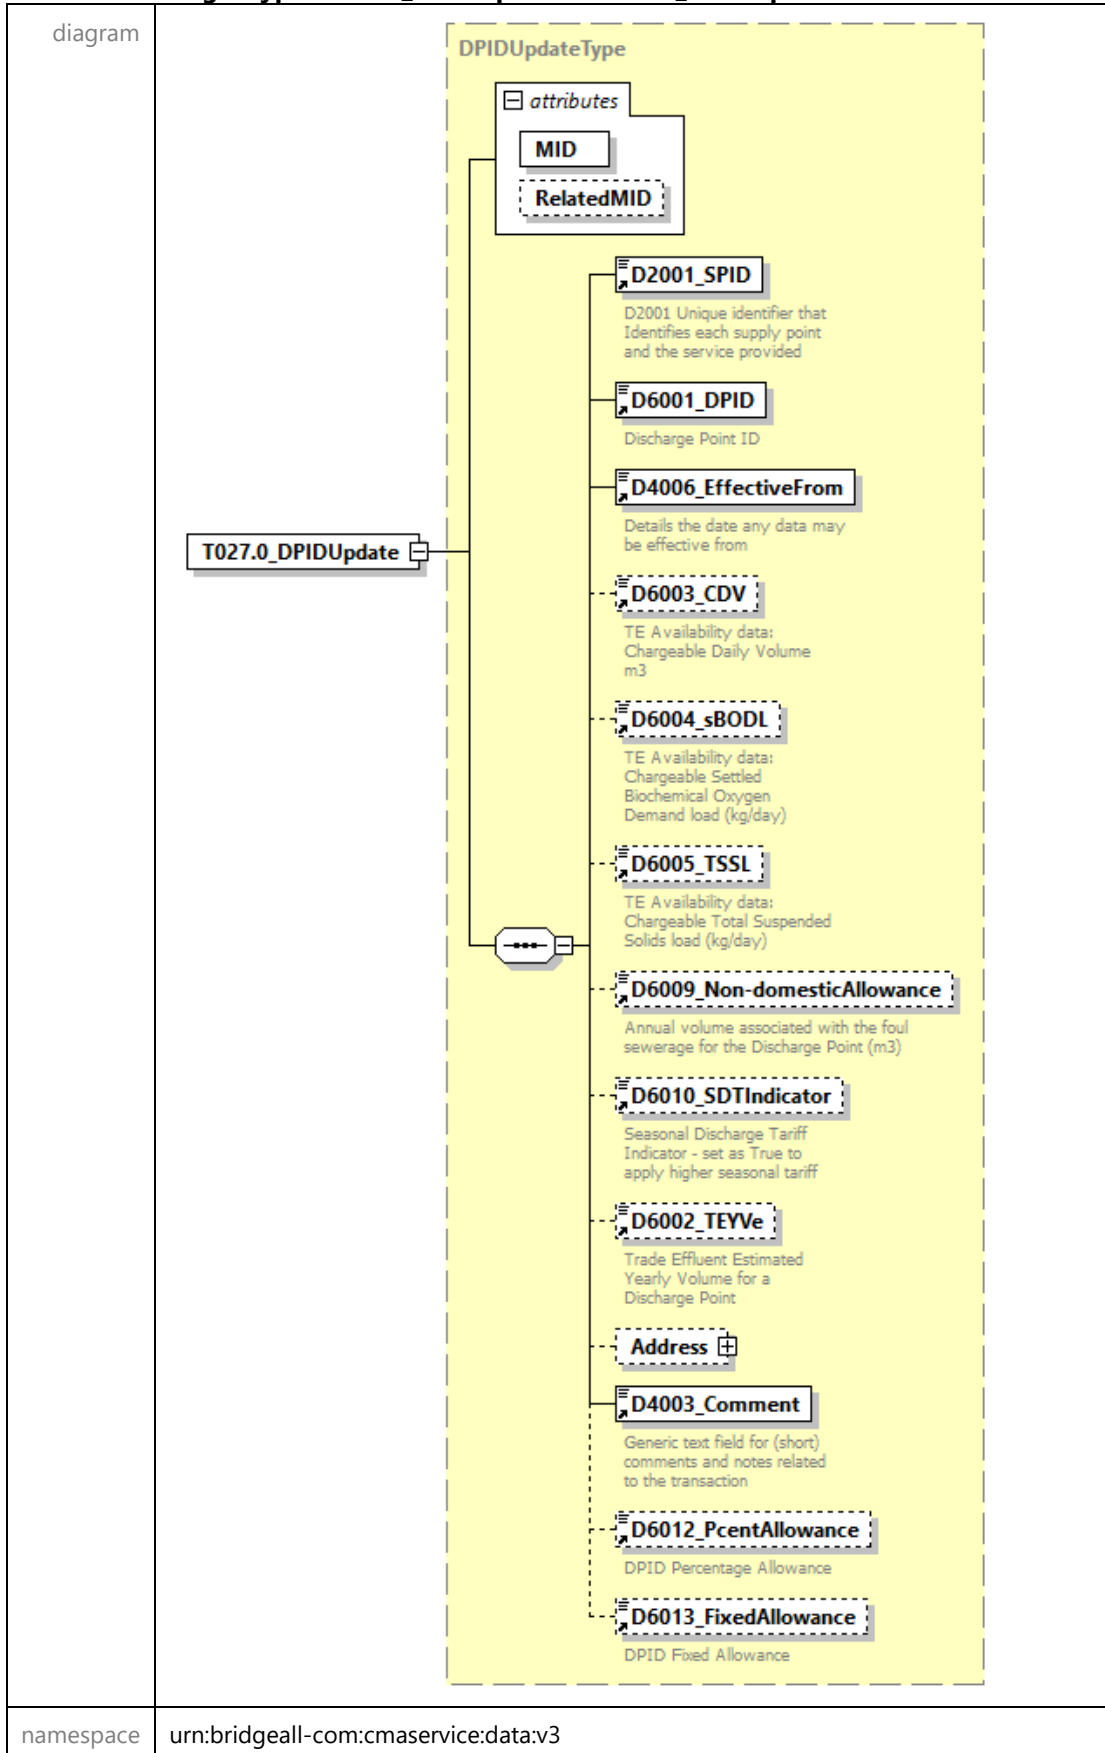 diagram
DPIDUpdateType
attributes
MID
RelatedMID
D2001_SPID
D2001 Unique identifier that
Identifies each supply point
and the service provided
D6001_DPID
Discharge Point ID
D4006_EffectiveFrom
Details the date any data may
be effective from
T027.0_DPIDUpdate
D6003_CDV
TE Availability data:
Chargeable Daily Volume
m3
D6004_sBODL
TE Availability data:
Chargeable Settled
Biochemical Oxygen
Demand load (kg/day)
D6005_TSSL
TE Availability data:
Chargeable Total Suspended
Solids load (kg/day)
D6009_Non-domesticAllowance
Annual volume associated with the foul
sewerage for the Discharge Point (m3)
D6010_SDTIndicator
Seasonal Discharge Tariff
Indicator - set as True to
apply higher seasonal tariff
D6002_TEYVe
Trade Effluent Estimated
Yearly Volume for a
Discharge Point
Address
D4003_Comment
Generic text field for (short)
comments and notes related
to the transaction
D6012_PcentAllowance
DPID Percentage Allowance
D6013_FixedAllowance
DPID Fixed Allowance
namespace urn:bridgeall-com:cmaservice:data:v3